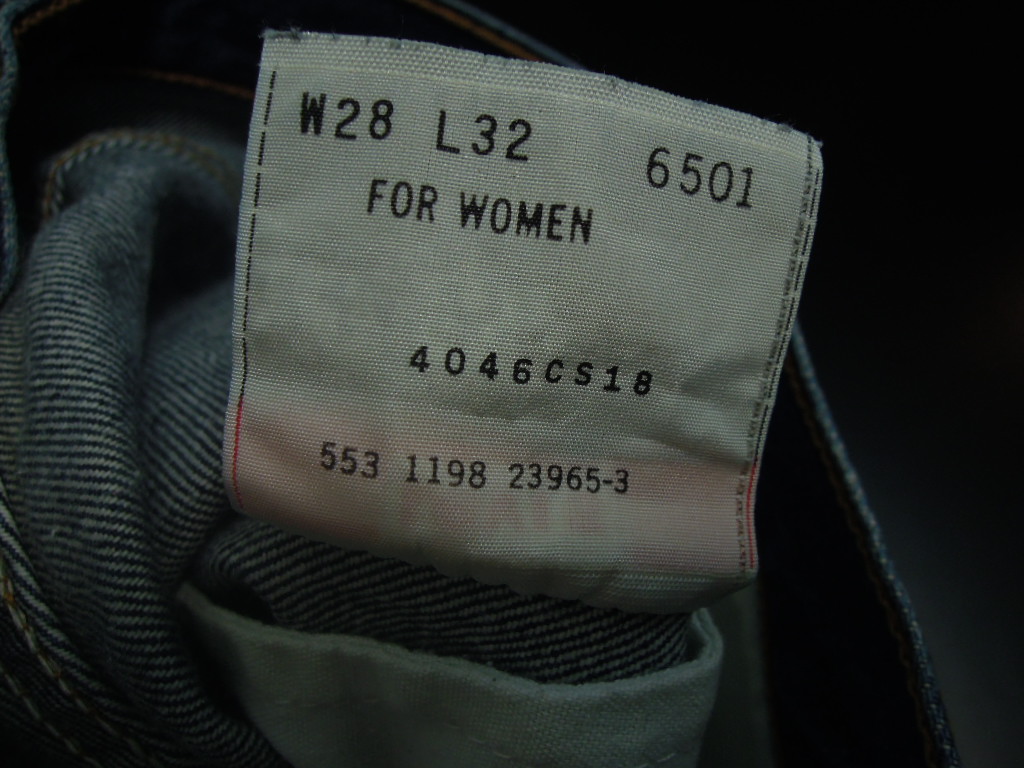 W28 L32 6501
FOR WOMEN
4046CS18
553 1198 23965-3